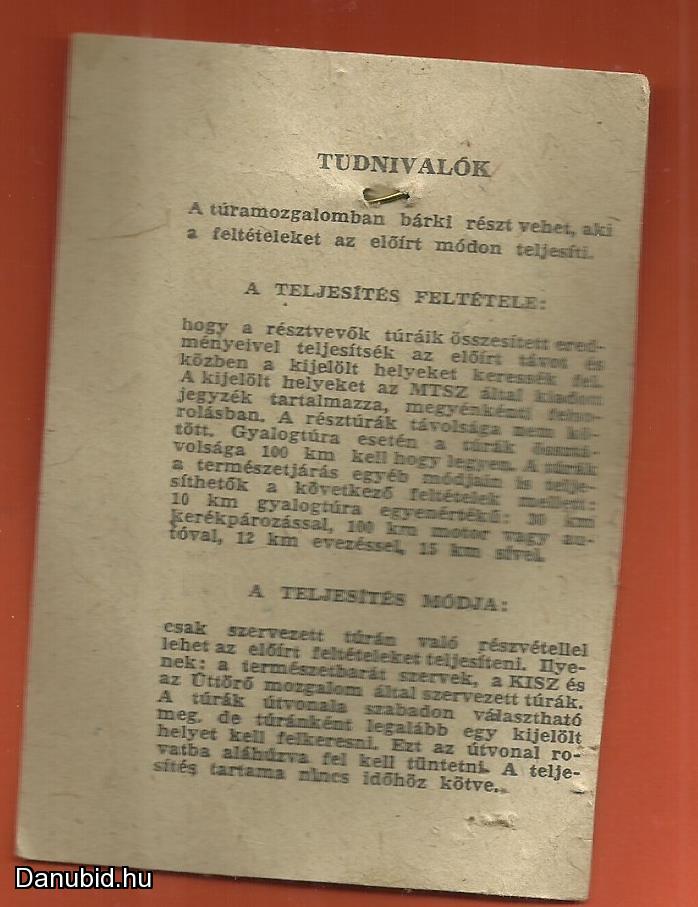 TUDNIVALÓK
A túramozgalomban bárki részt vehet, aki
a feltételeket az előírt módon teljesíti.
A TELJESÍTÉS FELTÉTELE:
hogy a résztvevők túráik összesített ered-
ményeivel teljesítsék az előírt távot és
közben a kijelölt helyeket keressék fel.
A kijelölt helyeket az MTSZ által kiadott
jegyzék tartalmazza, megyénkénti felso-
rolásban. A résztúrák távolsága nem kö-
tött. Gyalogtúra esetén a túrák össztá-
volsága 100 km kell hogy legyen. A túrák
a természetjárás egyéb módjain is telje-
síthetők a következő feltételek mellett:
10 km gyalogtúra egyenértékű: 30 km
kerékpározással, 100 km motor vagy au-
tóval, 12 km evezéssel, 15 km sível.
A TELJESÍTÉS MÓDJA:
csak szervezett túrán való részvétellel
lehet az előírt feltételeket teljesíteni. Ilye-
nek: a természetbarát szervek, a KISZ és
az Úttörő mozgalom által szervezett túrák.
A túrák útvonala szabadon választható
meg, de túránként legalább egy kijelölt
helyet kell felkeresni. Ezt az útvonal ro-
vatba aláhúzva fel kell tüntetni. A telje-
sítés tartama nincs időhöz kötve.
Danubid.hu